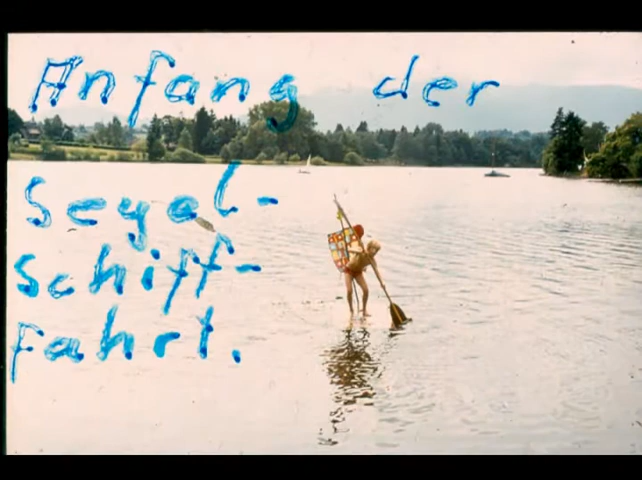 Anfang der
Segel-
schiff-
fahrt.